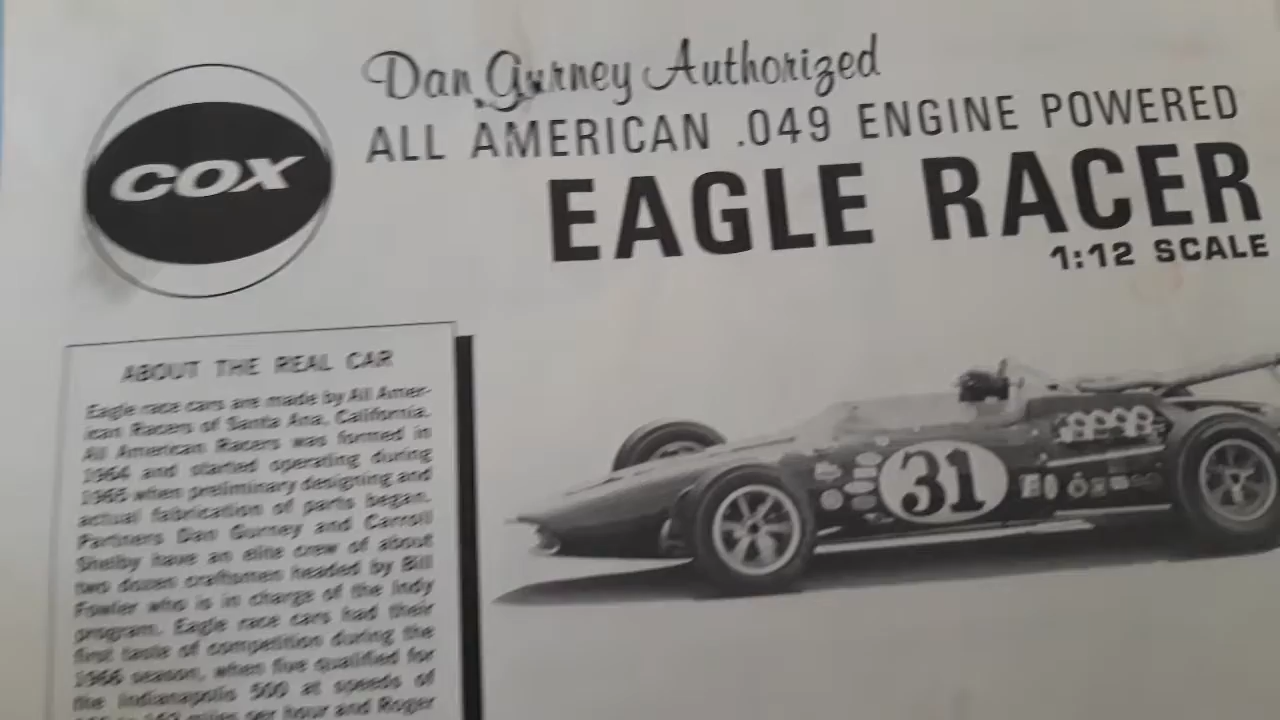 COX
Dan Gurney Authorized
ALL AMERICAN .049 ENGINE POWERED
EAGLE RACER
1:12 SCALE
ABOUT THE REAL CAR
Eagle race cars are made by All Amer-
ican Racers of Santa Ana, California.
All American Racers was formed in
1964 and started operating during
1965 when preliminary designing and
actual fabrication of parts began.
Partners Dan Gurney and Carroll
Shelby have an elite crew of about
two dozen craftsmen headed by Bill
Fowler who is in charge of the Indy
program. Eagle race cars had their
first taste of competition during the
1966 season, when five qualified for
the Indianapolis 500 at speeds of
miles per hour and Roger
31